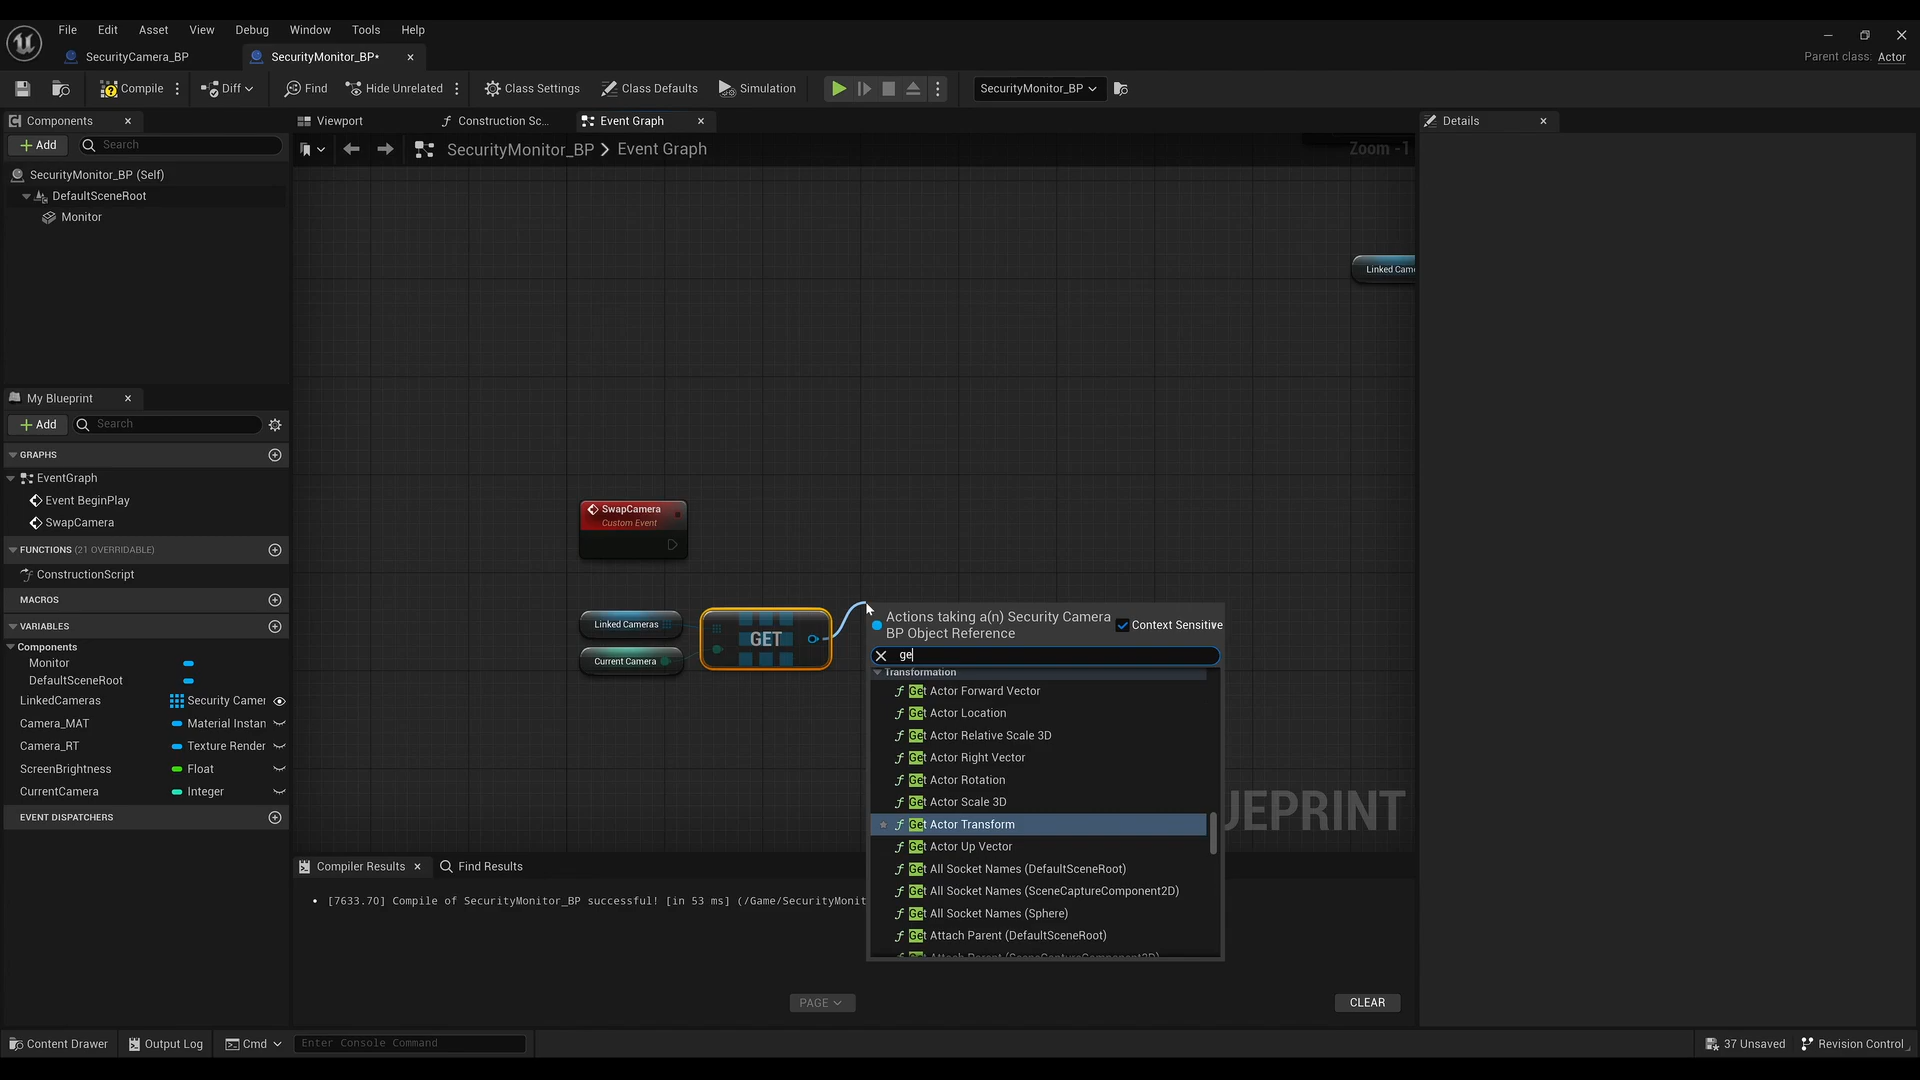 File Edit Asset View Debug Window Tools Help
SecurityCamera_BP
SecurityMonitor_BP*
Parent class: Actor
Compile
Diff
Find
Hide Unrelated
Class Settings
Class Defaults
Simulation
SecurityMonitor_BP
Components
Viewport
Construction Sc...
Event Graph
Details
Add
Search
SecurityMonitor_BP > Event Graph
Zoom -1
SecurityMonitor_BP (Self)
DefaultSceneRoot
Monitor
Linked Came
My Blueprint
Add
Search
GRAPHS
EventGraph
Event BeginPlay
SwapCamera
FUNCTIONS (21 OVERRIDABLE)
ConstructionScript
MACROS
VARIABLES
Components
Monitor
DefaultSceneRoot
LinkedCameras Security Camer
Camera_MAT Material Instan
Camera_RT Texture Render
ScreenBrightness Float
CurrentCamera Integer
EVENT DISPATCHERS
SwapCamera
Custom Event
Linked Cameras
Current Camera
GET
Actions taking a(n) Security Camera
BP Object Reference
Context Sensitive
ge
Transformation
Get Actor Forward Vector
Get Actor Location
Get Actor Relative Scale 3D
Get Actor Right Vector
Get Actor Rotation
Get Actor Scale 3D
Get Actor Transform
Get Actor Up Vector
Get All Socket Names (DefaultSceneRoot)
Get All Socket Names (SceneCaptureComponent2D)
Get All Socket Names (Sphere)
Get Attach Parent (DefaultSceneRoot)
Get Attach Parent (SceneCaptureComponent2D)
UEPRINT
Compiler Results
Find Results
[7633.70] Compile of SecurityMonitor_BP successful! [in 53 ms] (/Game/SecurityMonit
PAGE
CLEAR
Content Drawer
Output Log
Cmd
Enter Console Command
37 Unsaved
Revision Control